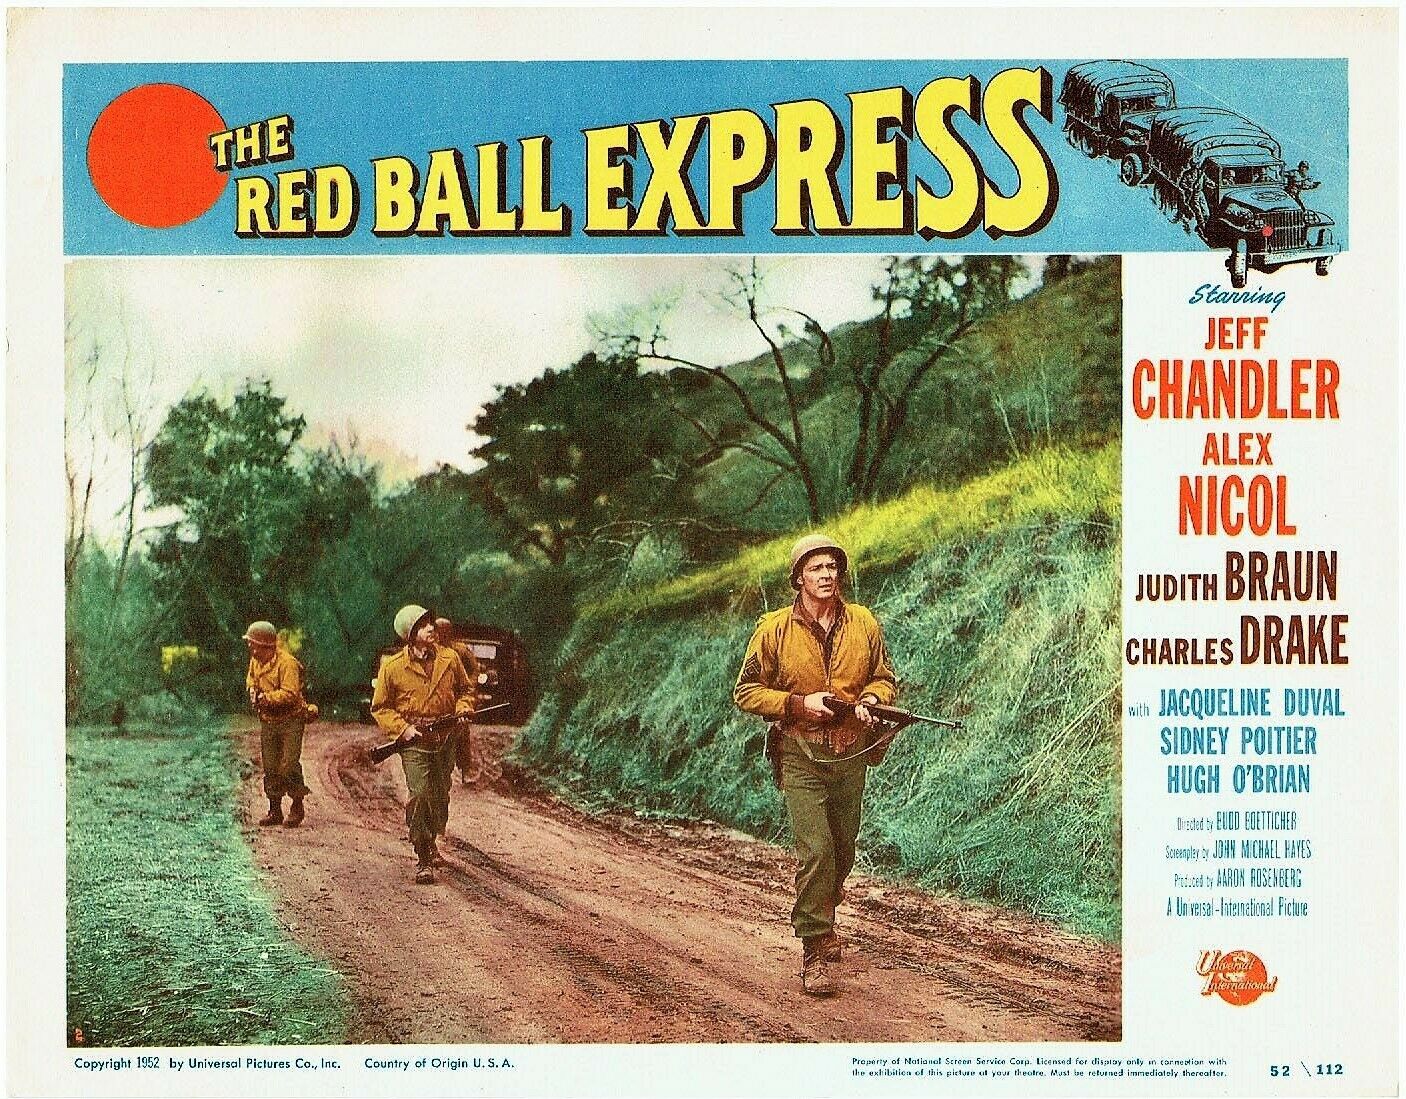 THE
RED BALL EXPRESS
Starring
JEFF
CHANDLER
ALEX
NICOL
JUDITH BRAUN
CHARLES DRAKE
with JACQUELINE DUVAL
SIDNEY POITIER
HUGH O'BRIAN
Directed by BUDD BOETTICHER
Screenplay by JOHN MICHAEL HAYES
Produced by AARON ROSENBERG
A Universal-International Picture
Universal
International
Copyright 1952 by Universal Pictures Co., Inc. Country of Origin U. S. A.
Property of National Screen Service Corp. Licensed for display only in connection with
the exhibition of this picture at your theatre. Must be returned immediately thereafter.
52 \ 112